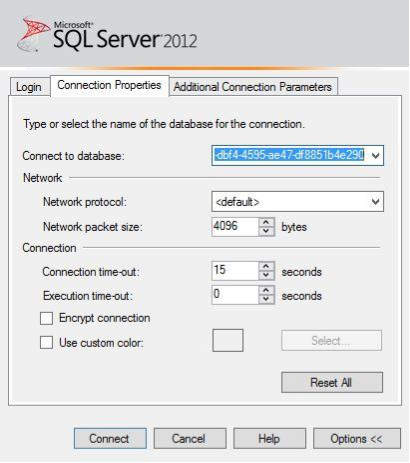 Microsoft®
SQL Server® 2012
Login Connection Properties Additional Connection Parameters
Type or select the name of the database for the connection.
Connect to database: -dbf4-4595-ae47-df8851b4e290
Network
Network protocol: <default>
Network packet size: 4096 bytes
Connection
Connection time-out: 15 seconds
Execution time-out: 0 seconds
Encrypt connection
Use custom color: Select...
Reset All
Connect Cancel Help Options <<